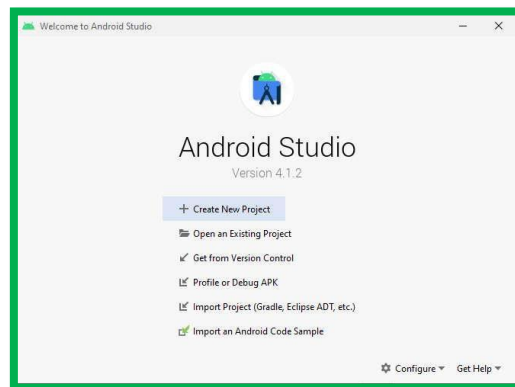 Welcome to Android Studio
Android Studio
Version 4.1.2
Create New Project
Open an Existing Project
Get from Version Control
Profile or Debug APK
Import Project (Gradle, Eclipse ADT, etc.)
Import an Android Code Sample
Configure Get Help